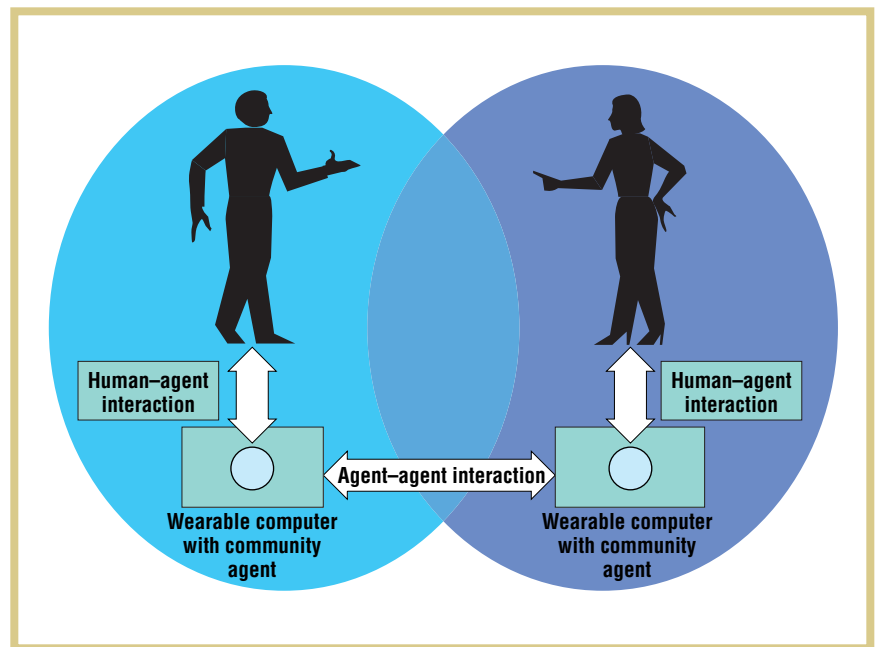 Human–agent
interaction
Human–agent
interaction
Agent–agent interaction
Wearable computer
with community
agent
Wearable computer
with community
agent